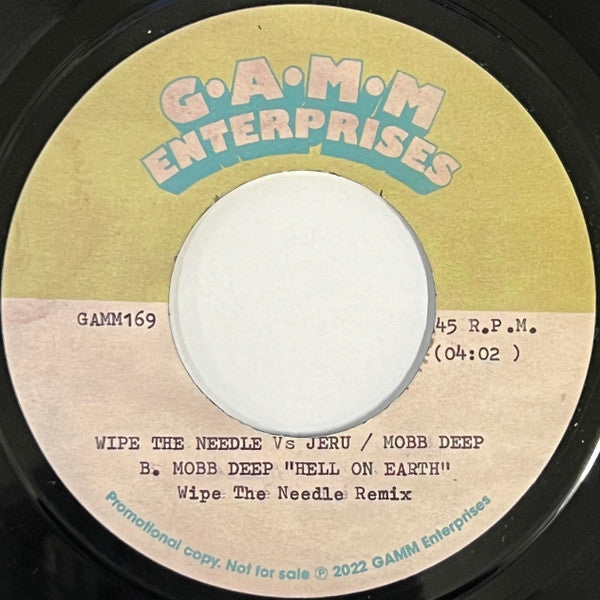 G·A·M·M
ENTERPRISES
GAMM169
45 R.P.M.
(04:02 )
WIPE THE NEEDLE Vs JERU / MOBB DEEP
B. MOBB DEEP "HELL ON EARTH"
Wipe The Needle Remix
Promotional copy. Not for sale ℗ 2022 GAMM Enterprises